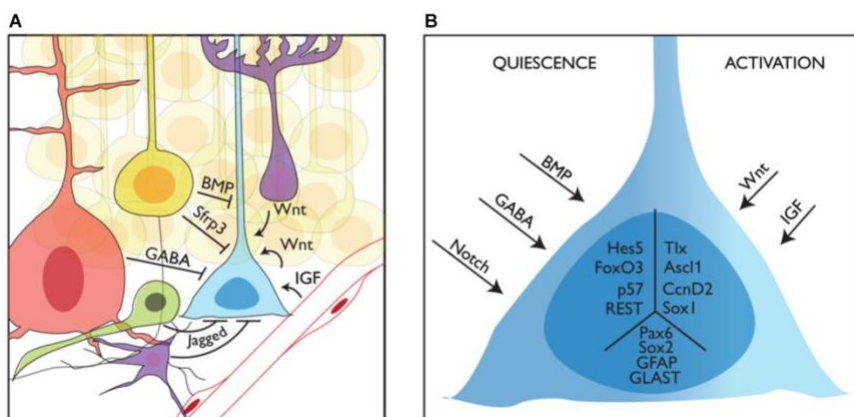 A
BMP
Sfrp3
Wnt
Wnt
GABA
IGF
Jagged
B
QUIESCENCE ACTIVATION
BMP
Wnt
GABA
IGF
Notch
Hes5 Tlx
FoxO3 Ascl1
p57 CcnD2
REST Sox1
Pax6
Sox2
GFAP
GLAST